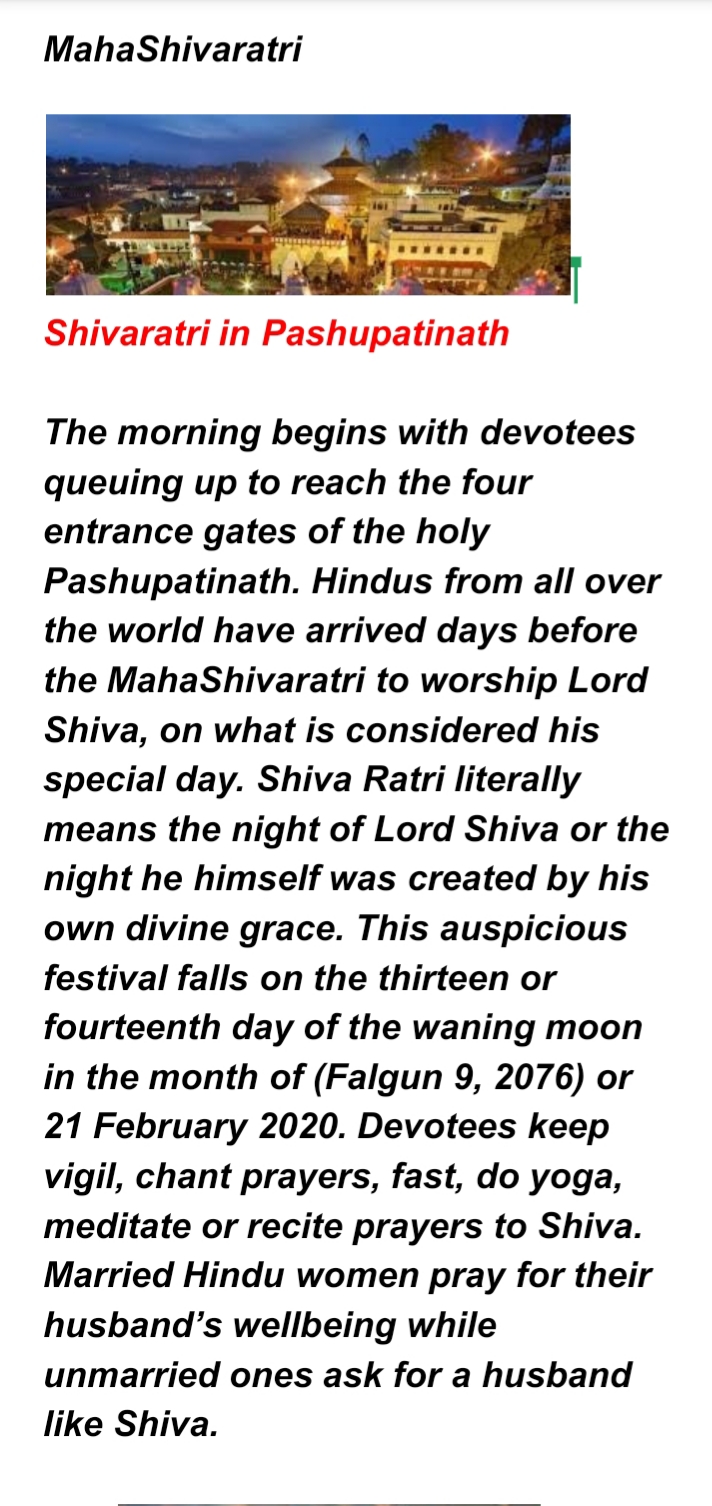 MahaShivaratri
Shivaratri in Pashupatinath
The morning begins with devotees
queuing up to reach the four
entrance gates of the holy
Pashupatinath. Hindus from all over
the world have arrived days before
the MahaShivaratri to worship Lord
Shiva, on what is considered his
special day. Shiva Ratri literally
means the night of Lord Shiva or the
night he himself was created by his
own divine grace. This auspicious
festival falls on the thirteen or
fourteenth day of the waning moon
in the month of (Falgun 9, 2076) or
21 February 2020. Devotees keep
vigil, chant prayers, fast, do yoga,
meditate or recite prayers to Shiva.
Married Hindu women pray for their
husband’s wellbeing while
unmarried ones ask for a husband
like Shiva.